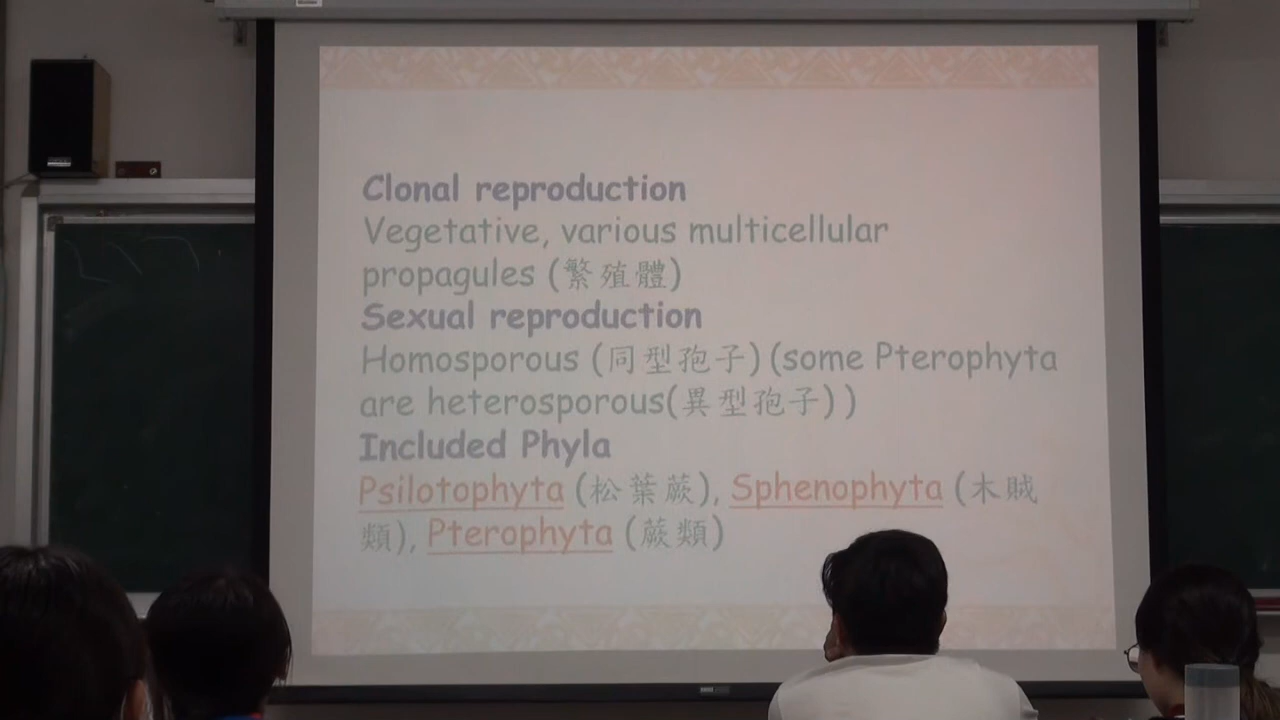 Clonal reproduction
Vegetative, various multicellular
propagules (繁殖體)
Sexual reproduction
Homosporous (同型孢子) (some Pterophyta
are heterosporous(異型孢子) )
Included Phyla
Psilotophyta (松葉蕨), Sphenophyta (木賊
類), Pterophyta (蕨類)